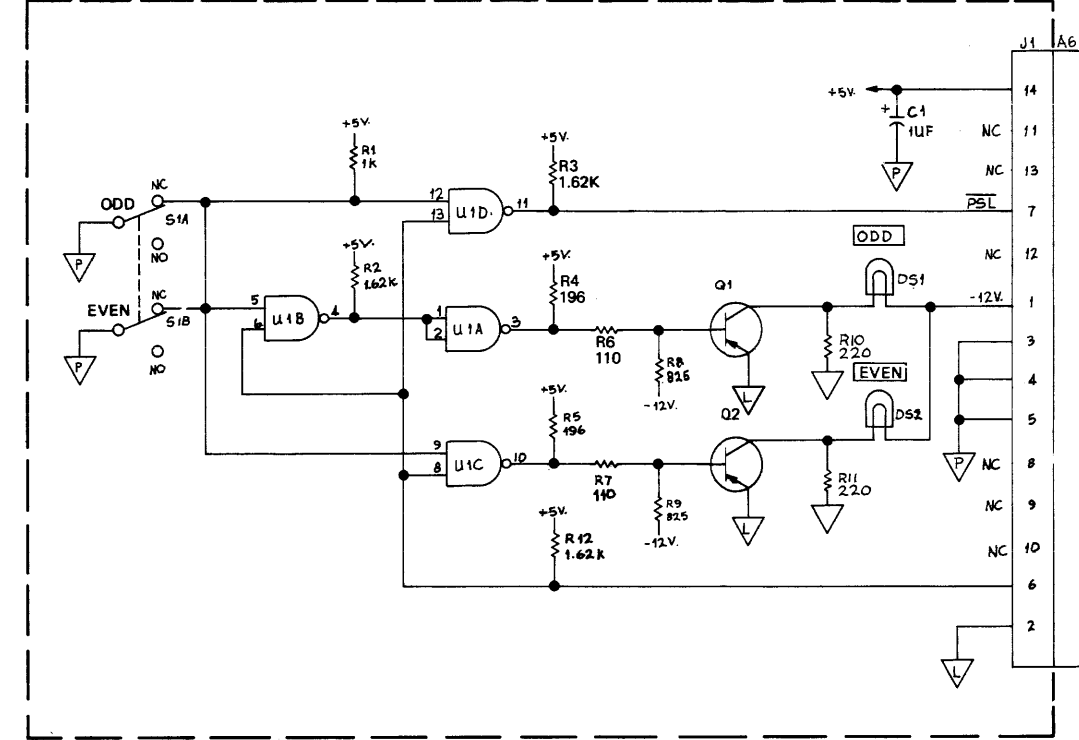 J1 A6
+5V. 14
+ C1
1UF
NC 11
P
NC 13
+5V.
R1
1K
+5V.
R3
1.62K
NC
ODD
S1A
P
NO
12
13
U1D.
11
PSL 7
ODD
NC 12
+5V.
R2
1.62K
+5V.
R4
196
Q1
DS1
-12V. 1
NC
EVEN
S1B
P
NO
5
6
U1B
4
1
2
U1A
3
R6
110
R8
825
-12V.
L
R10
220
3
4
5
P
EVEN
DS2
+5V.
R5
196
Q2
9
8
U1C
10
R7
110
R9
825
-12V.
L
R11
220
NC 8
NC 9
NC 10
+5V.
R12
1.62K
6
2
L